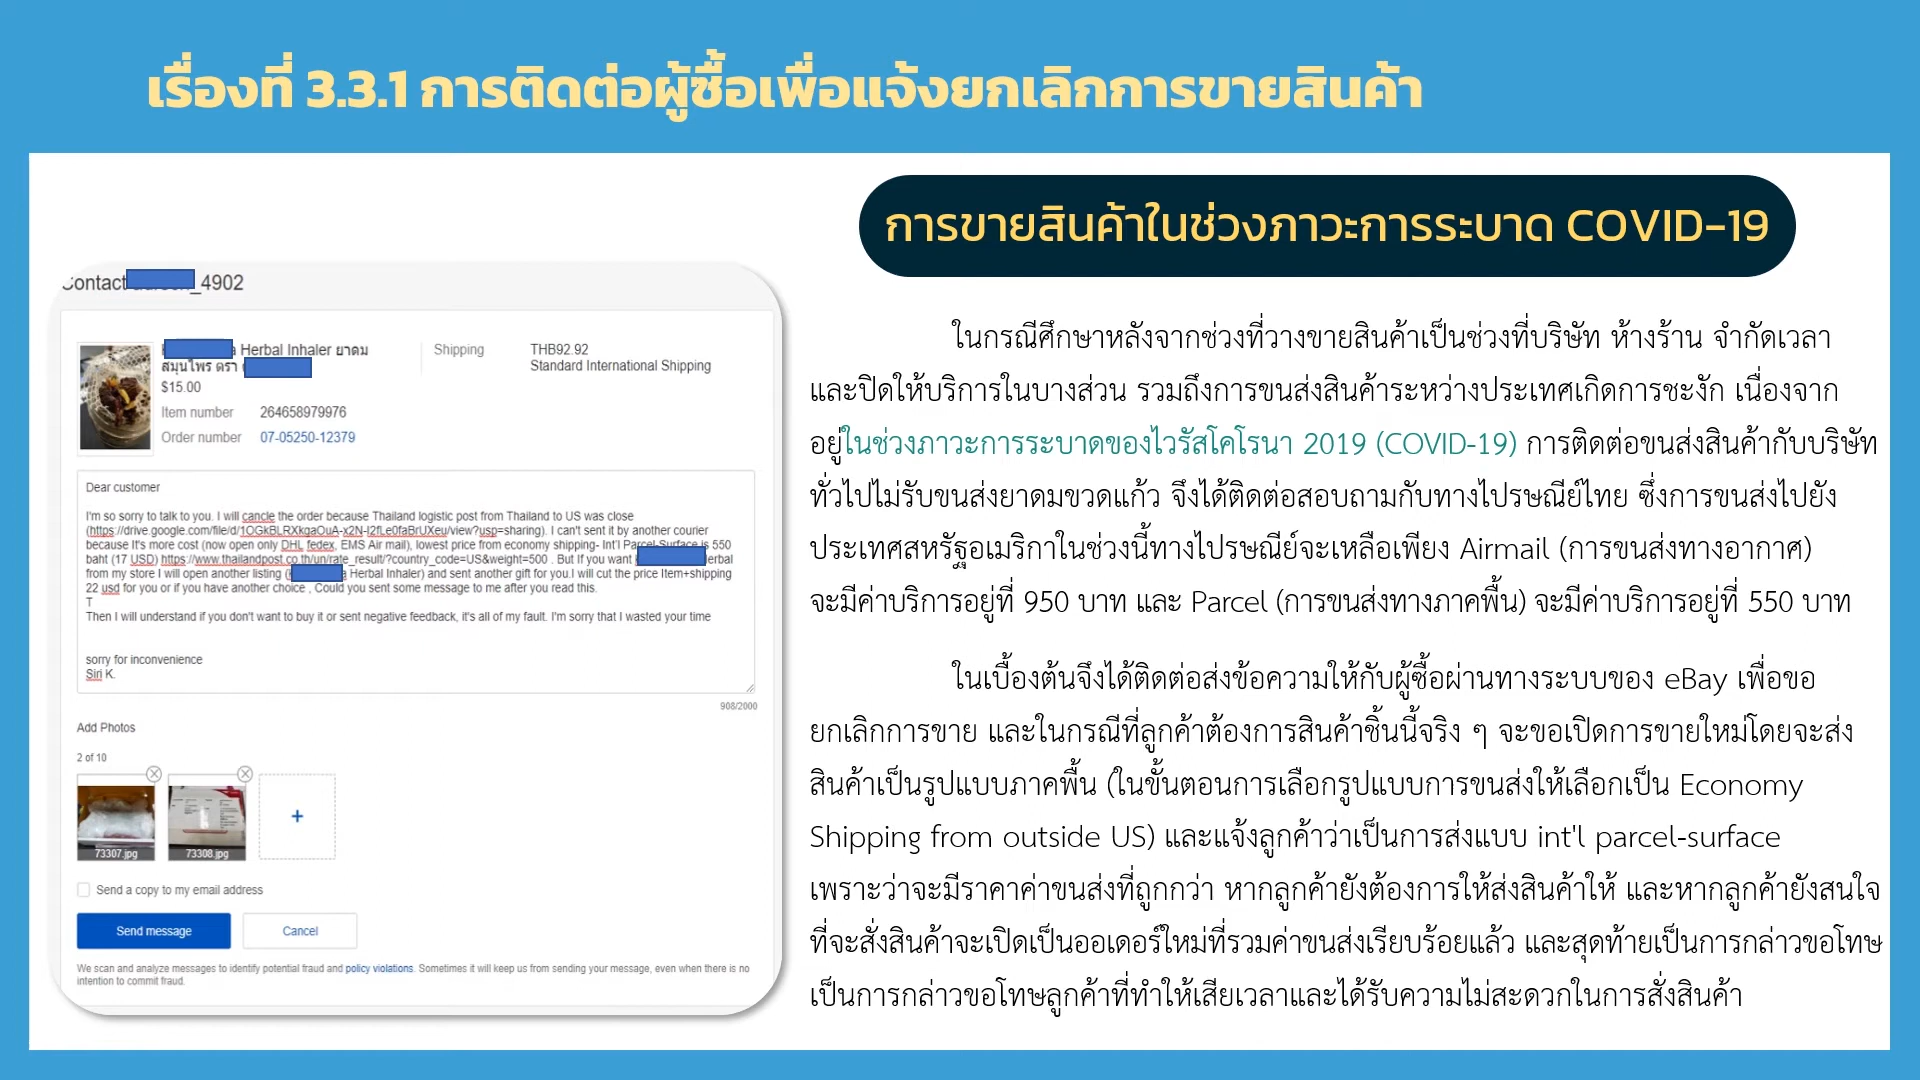 เรื่องที่ 3.3.1 การติดต่อผู้ซื้อเพื่อแจ้งยกเลิกการขายสินค้า
การขายสินค้าในช่วงภาวะการระบาด COVID-19
Contact _4902
Herbal Inhaler ยาดม
สมุนไพร ตรา
$15.00
Item number 264658979976
Order number 07-05250-12379
Shipping THB92.92
Standard International Shipping
Dear customer
I'm so sorry to talk to you. I will cancle the order because Thailand logistic post from Thailand to US was close
(https://drive.google.com/file/d/1OGkBLRXkgaOuA-x2N-I2fLe0faBrUXeu/view?usp=sharing). I can't sent it by another courier
because It's more cost (now open only DHL fedex, EMS Air mail), lowest price from economy shipping- Int'l Parcel-Surface is 550
baht (17 USD) https://www.thailandpost.co.th/un/rate_result/?country_code=US&weight=500 . But If you want erbal
from my store I will open another listing ( Herbal Inhaler) and sent another gift for you.I will cut the price Item+shipping
22 usd for you or if you have another choice , Could you sent some message to me after you read this.
T
Then I will understand if you don't want to buy it or sent negative feedback, it's all of my fault. I'm sorry that I wasted your time
sorry for inconvenience
Siri K.
908/2000
Add Photos
2 of 10
73307.jpg 73308.jpg
+
Send a copy to my email address
Send message Cancel
We scan and analyze messages to identify potential fraud and policy violations. Sometimes it will keep us from sending your message, even when there is no
intention to commit fraud.
ในกรณีศึกษาหลังจากช่วงที่วางขายสินค้าเป็นช่วงที่บริษัท ห้างร้าน จำกัดเวลา
และปิดให้บริการในบางส่วน รวมถึงการขนส่งสินค้าระหว่างประเทศเกิดการชะงัก เนื่องจาก
อยู่ในช่วงภาวะการระบาดของไวรัสโคโรนา 2019 (COVID-19) การติดต่อขนส่งสินค้ากับบริษัท
ทั่วไปไม่รับขนส่งยาดมขวดแก้ว จึงได้ติดต่อสอบถามกับทางไปรษณีย์ไทย ซึ่งการขนส่งไปยัง
ประเทศสหรัฐอเมริกาในช่วงนี้ทางไปรษณีย์จะเหลือเพียง Airmail (การขนส่งทางอากาศ)
จะมีค่าบริการอยู่ที่ 950 บาท และ Parcel (การขนส่งทางภาคพื้น) จะมีค่าบริการอยู่ที่ 550 บาท
ในเบื้องต้นจึงได้ติดต่อส่งข้อความให้กับผู้ซื้อผ่านทางระบบของ eBay เพื่อขอ
ยกเลิกการขาย และในกรณีที่ลูกค้าต้องการสินค้าชิ้นนี้จริง ๆ จะขอเปิดการขายใหม่โดยจะส่ง
สินค้าเป็นรูปแบบภาคพื้น (ในขั้นตอนการเลือกรูปแบบการขนส่งให้เลือกเป็น Economy
Shipping from outside US) และแจ้งลูกค้าว่าเป็นการส่งแบบ int'l parcel-surface
เพราะว่าจะมีราคาค่าขนส่งที่ถูกกว่า หากลูกค้ายังต้องการให้ส่งสินค้าให้ และหากลูกค้ายังสนใจ
ที่จะสั่งสินค้าจะเปิดเป็นออเดอร์ใหม่ที่รวมค่าขนส่งเรียบร้อยแล้ว และสุดท้ายเป็นการกล่าวขอโทษ
เป็นการกล่าวขอโทษลูกค้าที่ทำให้เสียเวลาและได้รับความไม่สะดวกในการสั่งสินค้า